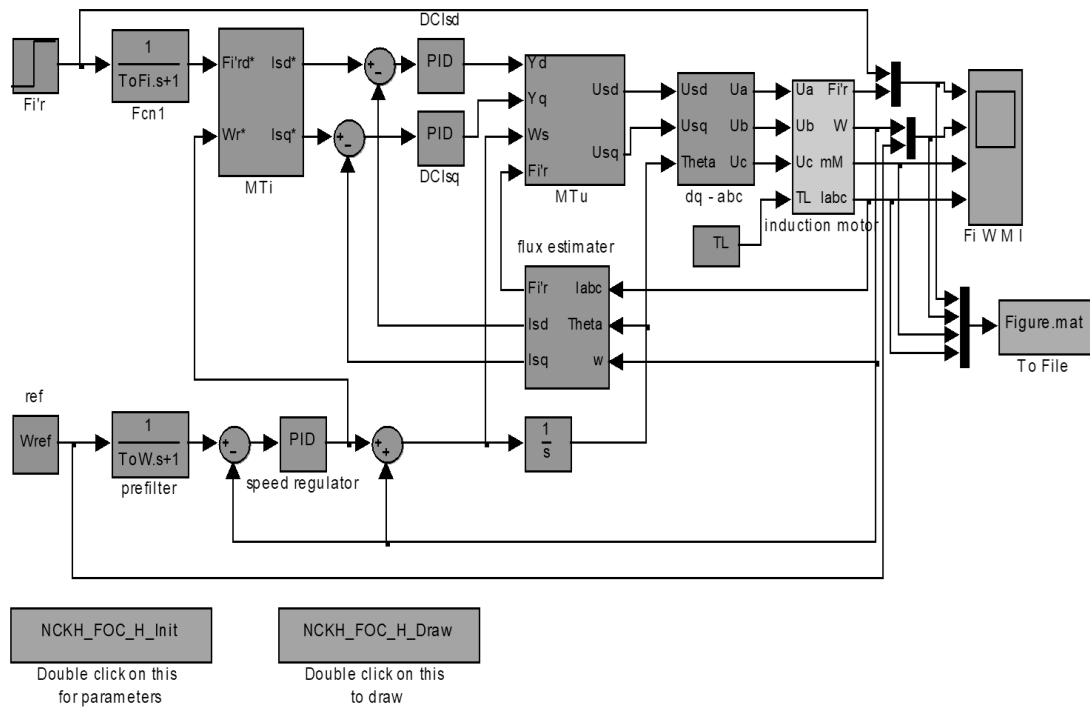 DCIsd
Fi'r
1
ToFi.s+1
Fcn1
Fi'rd*
Isd*
Wr*
Isq*
MTi
+
-
PID
+
-
PID
DCIsq
Yd
Yq
Ws
Fi'r
Usd
Usq
MTu
Usd
Usq
Theta
Ua
Ub
Uc
dq - abc
Ua
Ub
Uc
TL
Fi'r
W
mM
Iabc
induction motor
TL
Fi W M I
flux estimater
Fi'r
Isd
Isq
Iabc
Theta
w
Figure.mat
To File
ref
Wref
1
ToW.s+1
prefilter
+
-
PID
speed regulator
+
+
1
s
NCKH_FOC_H_Init
Double click on this
for parameters
NCKH_FOC_H_Draw
Double click on this
to draw